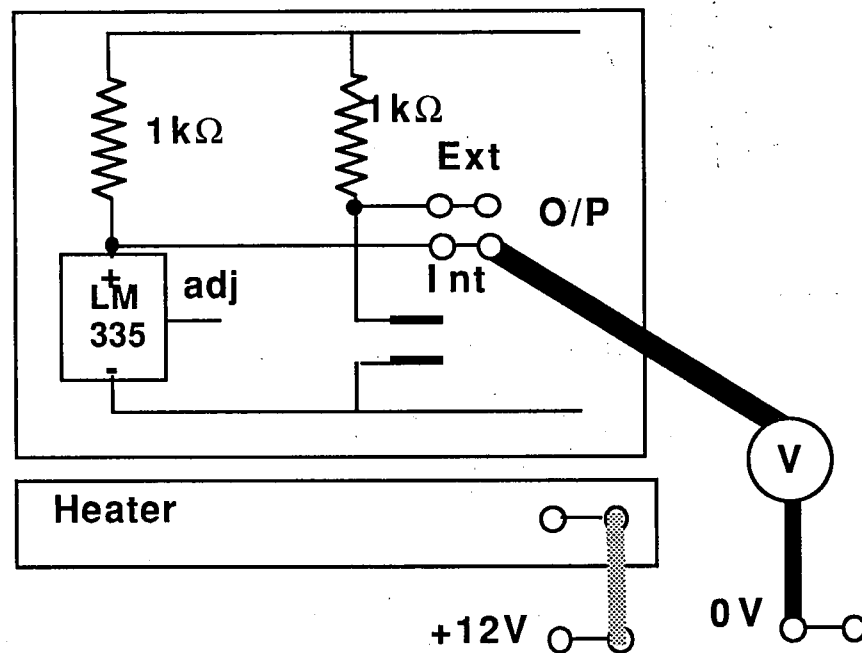 1kΩ
1kΩ
Ext
O/P
Int
+
LM
335
-
adj
V
Heater
+12V
0V